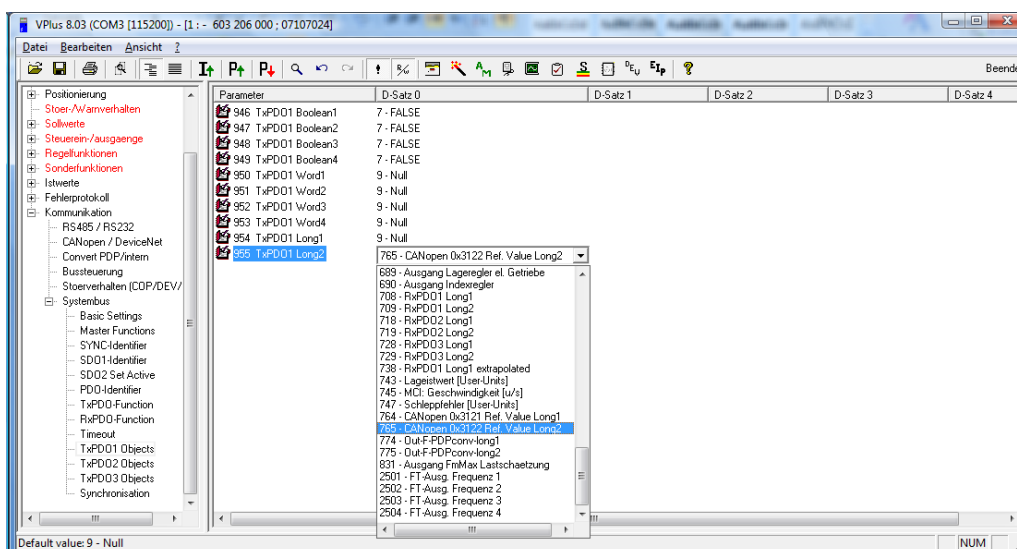 VPlus 8.03 (COM3 [115200]) - [1 : - 603 206 000 ; 07107024]
Datei Bearbeiten Ansicht ?
Beende
Positionierung
Stoer-/Warnverhalten
Sollwerte
Steuerein-/ausgaenge
Regelfunktionen
Sonderfunktionen
Istwerte
Fehlerprotokoll
Kommunikation
RS485 / RS232
CANopen / DeviceNet
Convert PDP/intern
Bussteuerung
Stoerverhalten (COP/DEV/
Systembus
Basic Settings
Master Functions
SYNC-Identifier
SDO1-Identifier
SDO2 Set Active
PDO-Identifier
TxPDO-Function
RxPDO-Function
Timeout
TxPDO1 Objects
TxPDO2 Objects
TxPDO3 Objects
Synchronisation
Parameter D-Satz 0 D-Satz 1 D-Satz 2 D-Satz 3 D-Satz 4
946 TxPDO1 Boolean1 7 - FALSE
947 TxPDO1 Boolean2 7 - FALSE
948 TxPDO1 Boolean3 7 - FALSE
949 TxPDO1 Boolean4 7 - FALSE
950 TxPDO1 Word1 9 - Null
951 TxPDO1 Word2 9 - Null
952 TxPDO1 Word3 9 - Null
953 TxPDO1 Word4 9 - Null
954 TxPDO1 Long1 9 - Null
955 TxPDO1 Long2 765 - CANopen 0x3122 Ref. Value Long2
689 - Ausgang Lageregler el. Getriebe
690 - Ausgang Indexregler
708 - RxPDO1 Long1
709 - RxPDO1 Long2
718 - RxPDO2 Long1
719 - RxPDO2 Long2
728 - RxPDO3 Long1
729 - RxPDO3 Long2
738 - RxPDO1 Long1 extrapolated
743 - Lageistwert [User-Units]
745 - MCI: Geschwindigkeit [u/s]
747 - Schleppfehler [User-Units]
764 - CANopen 0x3121 Ref. Value Long1
765 - CANopen 0x3122 Ref. Value Long2
774 - Out-F-PDPconv-long1
775 - Out-F-PDPconv-long2
831 - Ausgang FmMax Lastschaetzung
2501 - FT-Ausg. Frequenz 1
2502 - FT-Ausg. Frequenz 2
2503 - FT-Ausg. Frequenz 3
2504 - FT-Ausg. Frequenz 4
Default value: 9 - Null
NUM